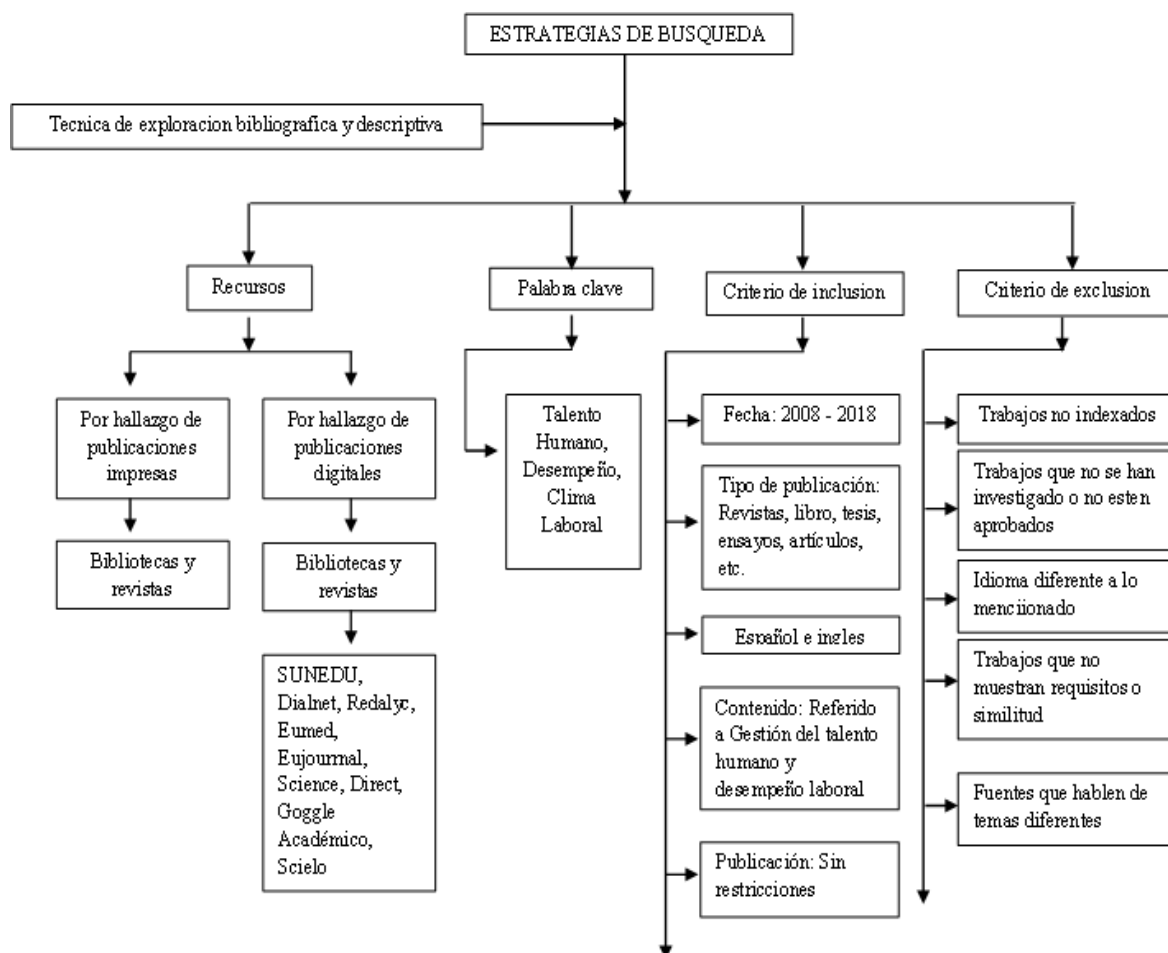 ESTRATEGIAS DE BUSQUEDA
Tecnica de exploracion bibliografica y descriptiva
Recursos
Palabra clave
Criterio de inclusion
Criterio de exclusion
Por hallazgo de
publicaciones
impresas
Por hallazgo de
publicaciones
digitales
Bibliotecas y
revistas
Bibliotecas y
revistas
SUNEDU,
Dialnet, Redalyc,
Eumed,
Eujourrnal,
Science, Direct,
Goggle
Académico,
Scielo
Talento
Humano,
Desempeño,
Clima
Laboral
Fecha: 2008 - 2018
Tipo de publicación:
Revistas, libro, tesis,
ensayos, artículos,
etc.
Español e ingles
Contenido: Referido
a Gestión del talento
humano y
desempeño laboral
Publicación: Sin
restricciones
Trabajos no indexados
Trabajos que no se han
investigado o no esten
aprobados
Idioma diferente a lo
menciionado
Trabajos que no
muestran requisitos o
similitud
Fuentes que hablen de
temas diferentes